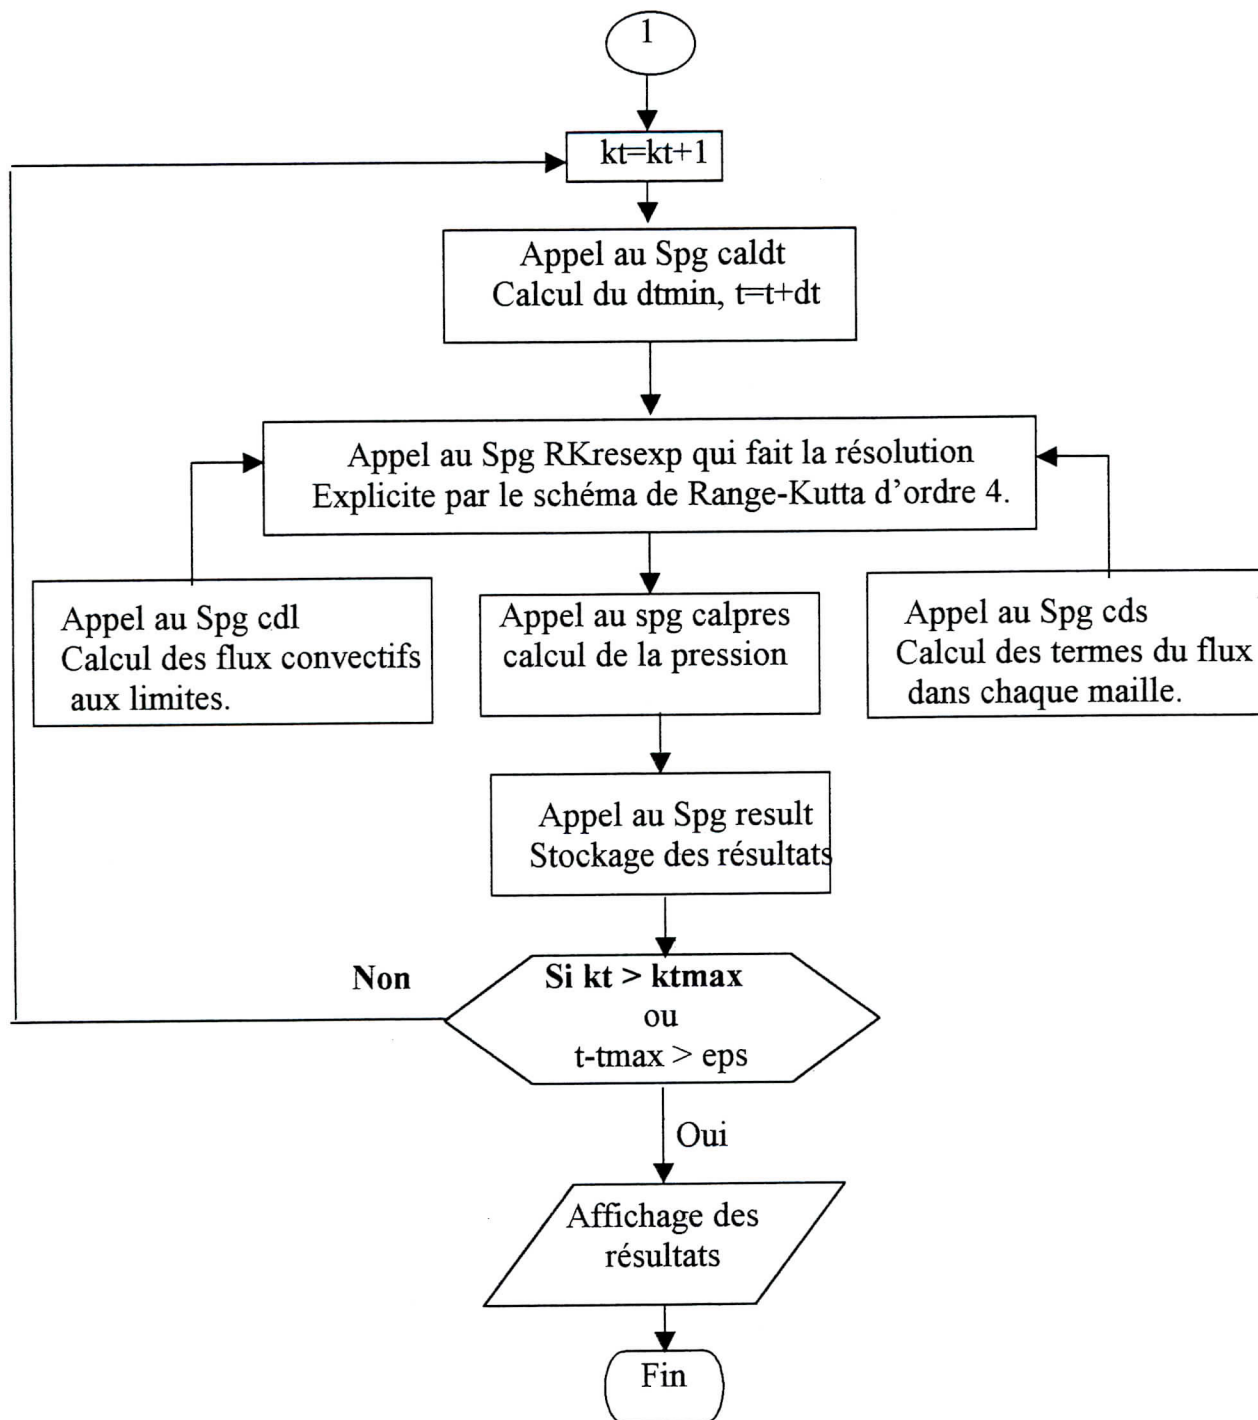 1
kt=kt+1
Appel au Spg caldt
Calcul du dtmin, t=t+dt
Appel au Spg RKresexp qui fait la résolution
Explicite par le schéma de Range-Kutta d’ordre 4.
Appel au Spg cdl
Calcul des flux convectifs
aux limites.
Appel au spg calpres
calcul de la pression
Appel au Spg cds
Calcul des termes du flux
dans chaque maille.
Appel au Spg result
Stockage des résultats
Non
Si kt > ktmax
ou
t-tmax > eps
Oui
Affichage des
résultats
Fin